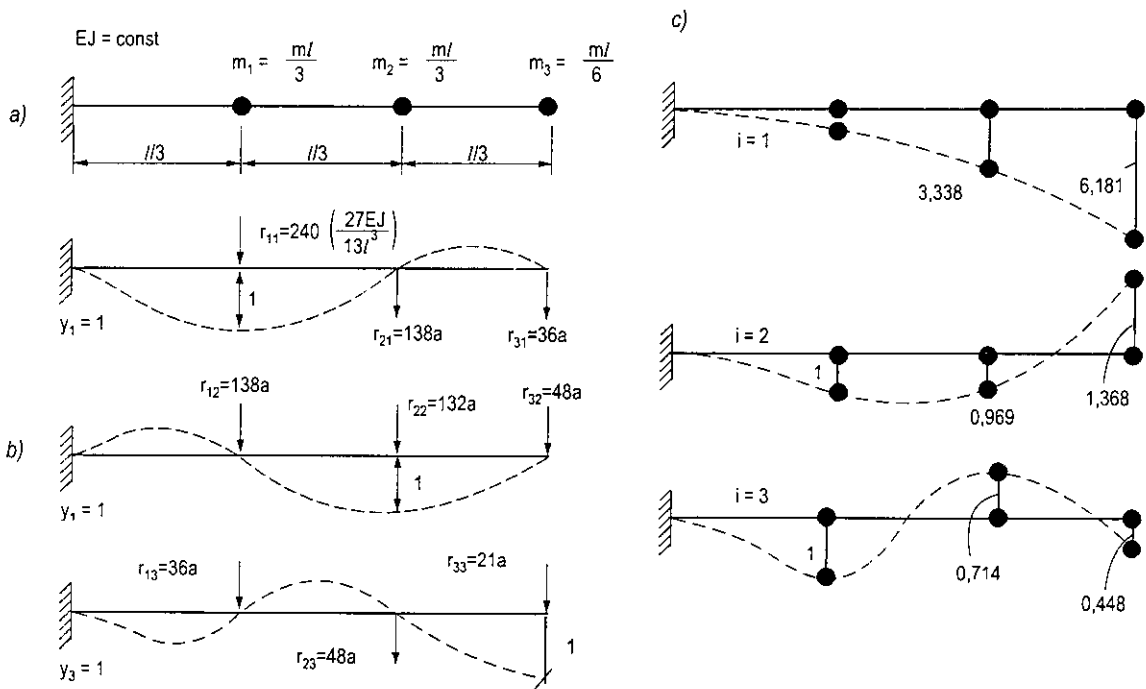 EJ = const
m₁ = ml/3 m₂ = ml/3 m₃ = ml/6
a)
l/3 l/3 l/3
r₁₁=240 (27EJ/13l³)
1
y₁ = 1
r₂₁=138a
r₃₁=36a
b)
r₁₂=138a
r₂₂=132a
r₃₂=48a
1
y₁ = 1
r₁₃=36a
r₃₃=21a
r₂₃=48a
1
y₃ = 1
c)
i = 1
3,338
6,181
i = 2
1
0,969
1,368
i = 3
1
0,714
0,448